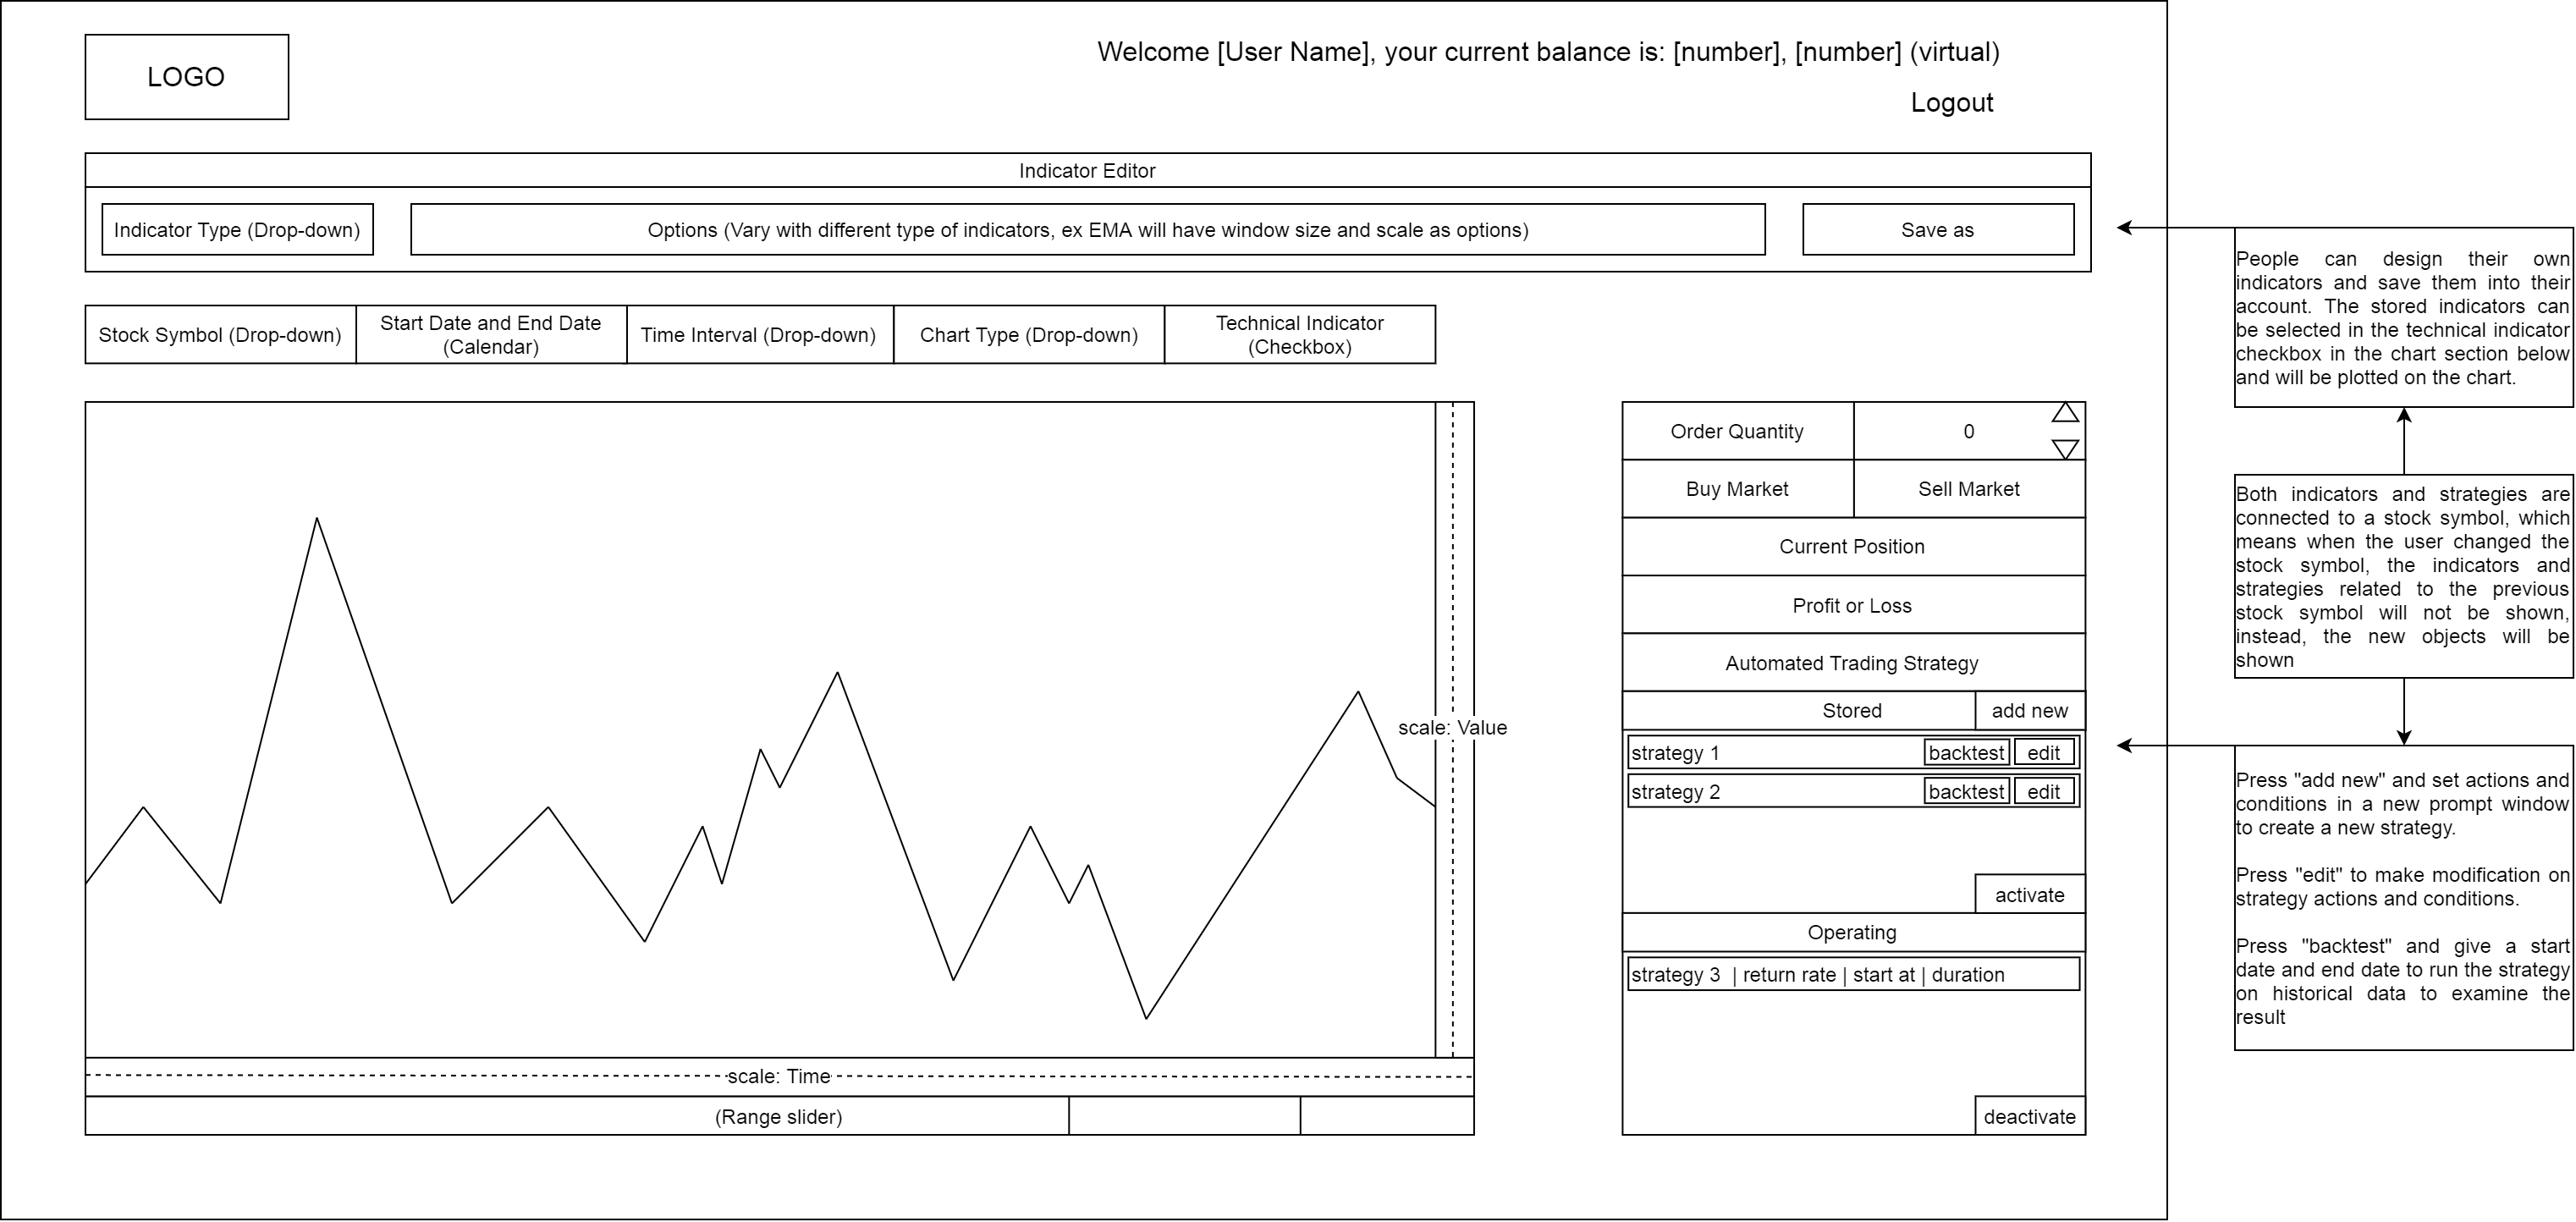 LOGO
Welcome [User Name], your current balance is: [number], [number] (virtual)
Logout
Indicator Editor
Indicator Type (Drop-down)
Options (Vary with different type of indicators, ex EMA will have window size and scale as options)
Save as
Stock Symbol (Drop-down)
Start Date and End Date
(Calendar)
Time Interval (Drop-down)
Chart Type (Drop-down)
Technical Indicator
(Checkbox)
scale: Value
scale: Time
(Range slider)
Order Quantity
0
Buy Market
Sell Market
Current Position
Profit or Loss
Automated Trading Strategy
Stored
add new
strategy 1
backtest
edit
strategy 2
backtest
edit
activate
Operating
strategy 3 | return rate | start at | duration
deactivate
People can design their own
indicators and save them into their
account. The stored indicators can
be selected in the technical indicator
checkbox in the chart section below
and will be plotted on the chart.
Both indicators and strategies are
connected to a stock symbol, which
means when the user changed the
stock symbol, the indicators and
strategies related to the previous
stock symbol will not be shown,
instead, the new objects will be
shown
Press "add new" and set actions and
conditions in a new prompt window
to create a new strategy.
Press "edit" to make modification on
strategy actions and conditions.
Press "backtest" and give a start
date and end date to run the strategy
on historical data to examine the
result